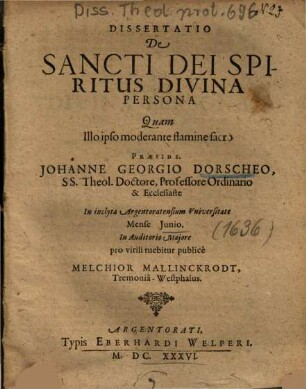 Diss. Theol. prot. 696 v23
DISSERTATIO
De
SANCTI DEI SPI-
RITUS DIVINA
PERSONA
Quam
Illo ipso moderante flamine sacro
PRÆSIDE
JOHANNE GEORGIO DORSCHEO,
SS. Theol. Doctore, Professore Ordinario
& Ecclesiaste
In inclyta Argentoratensium Universitate
Mense Junio.
(1636)
In Auditorio Majore
pro virili tuebitur publicè
MELCHIOR MALLINCKRODT,
Tremoniâ-Westphalus.
ARGENTORATI,
Typis EBERHARDI WELPERI.
M. DC. XXXVI.